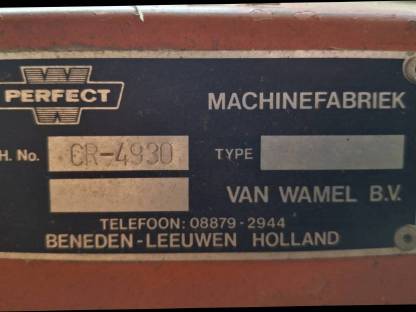 PERFECT
MACHINEFABRIEK
H. No. CR-4930 TYPE
VAN WAMEL B.V.
TELEFOON: 08879-2944
BENEDEN-LEEUWEN HOLLAND